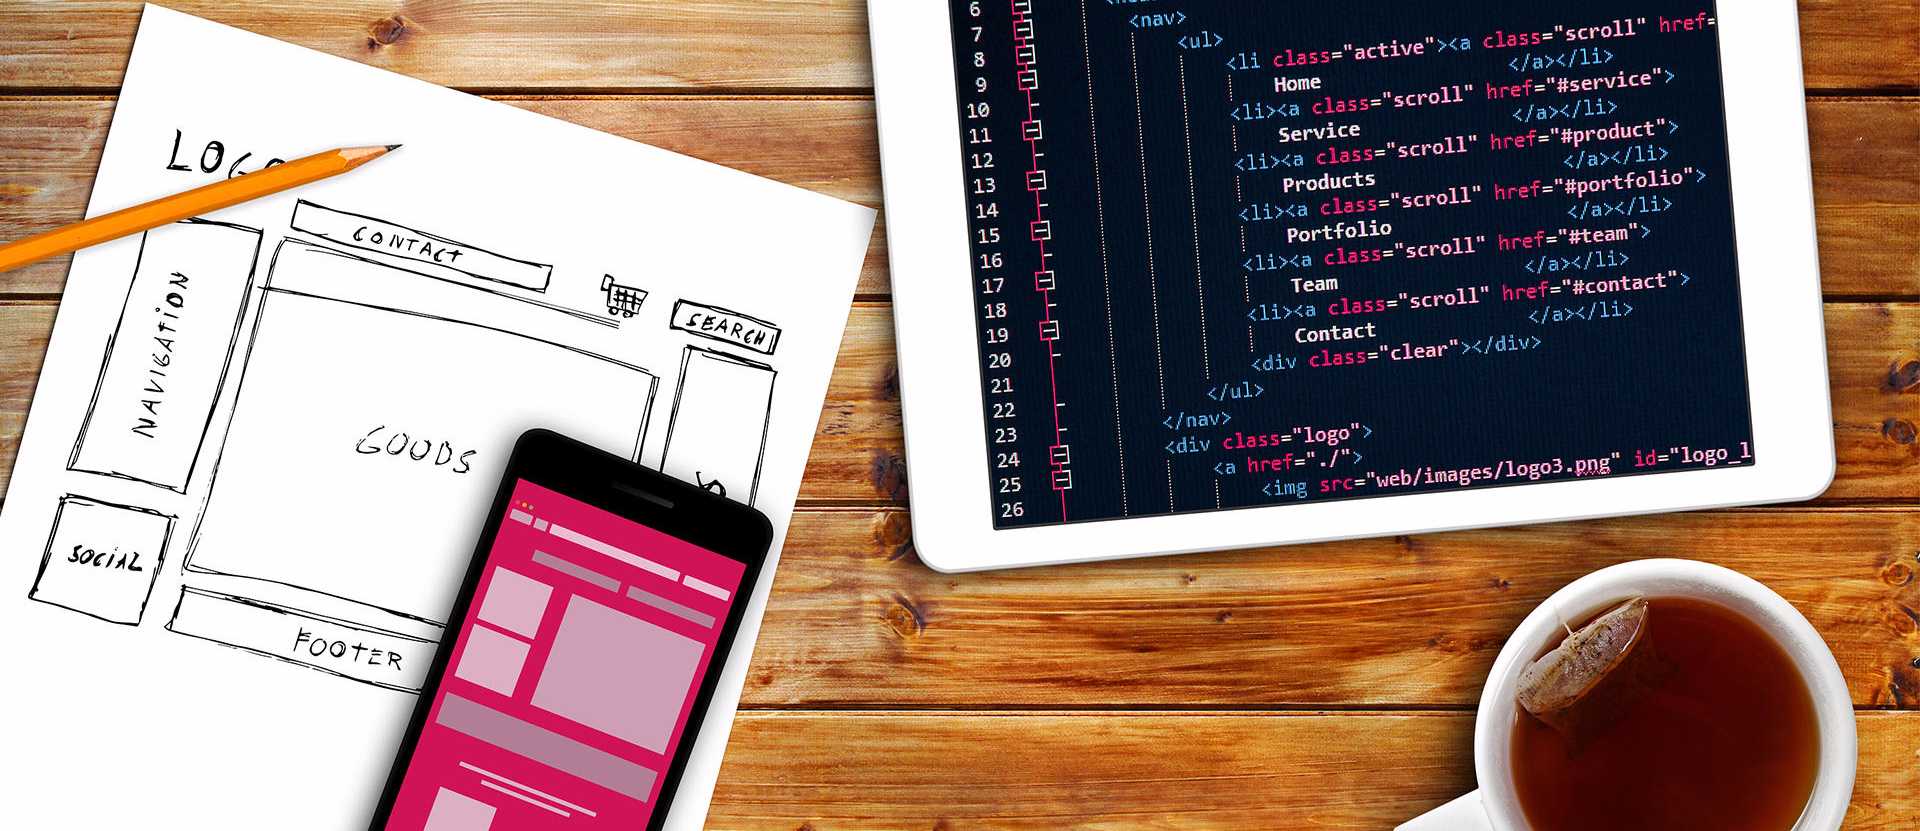 LOGO
CONTACT
NAVIGATION
SEARCH
GOODS
SOCIAL
FOOTER
6
7 <nav>
8 <ul>
9 <li class="active"><a class="scroll" href=
10 Home </a></li>
11 <li><a class="scroll" href="#service">
12 Service </a></li>
13 <li><a class="scroll" href="#product">
14 Products </a></li>
15 <li><a class="scroll" href="#portfolio">
16 Portfolio </a></li>
17 <li><a class="scroll" href="#team">
18 Team </a></li>
19 <li><a class="scroll" href="#contact">
20 Contact </a></li>
21 <div class="clear"></div>
22 </ul>
23 </nav>
24 <div class="logo">
25 <a href="./">
26 <img src="web/images/logo3.png" id="logo_l